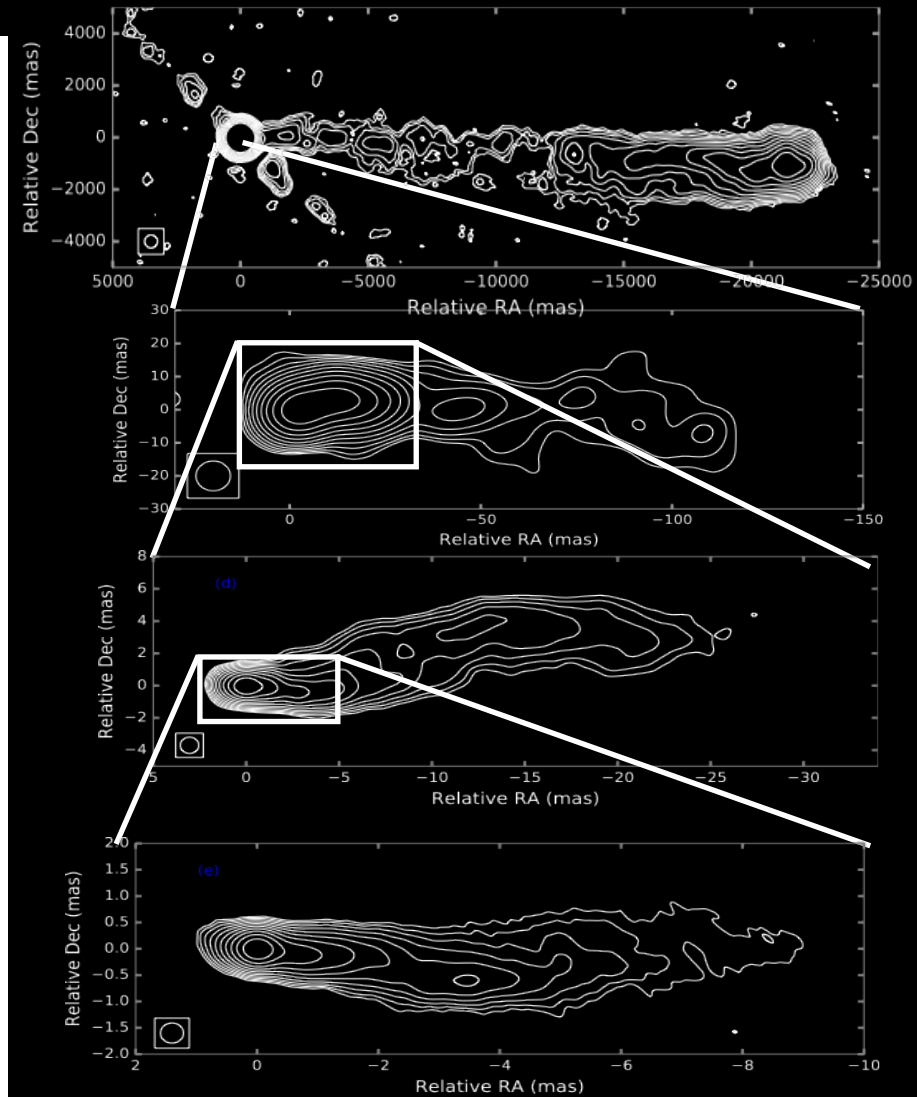 4000
2000
0
−2000
−4000
Relative Dec (mas)
5000 0 −5000 −10000 −15000 −20000 −25000
Relative RA (mas)
30
20
10
0
−10
−20
−30
Relative Dec (mas)
0 −50 −100 −150
Relative RA (mas)
8
6
4
2
0
−2
−4
Relative Dec (mas)
(d)
5 0 −5 −10 −15 −20 −25 −30
Relative RA (mas)
2.0
1.5
1.0
0.5
0.0
−0.5
−1.0
−1.5
−2.0
Relative Dec (mas)
(e)
2 0 −2 −4 −6 −8 −10
Relative RA (mas)